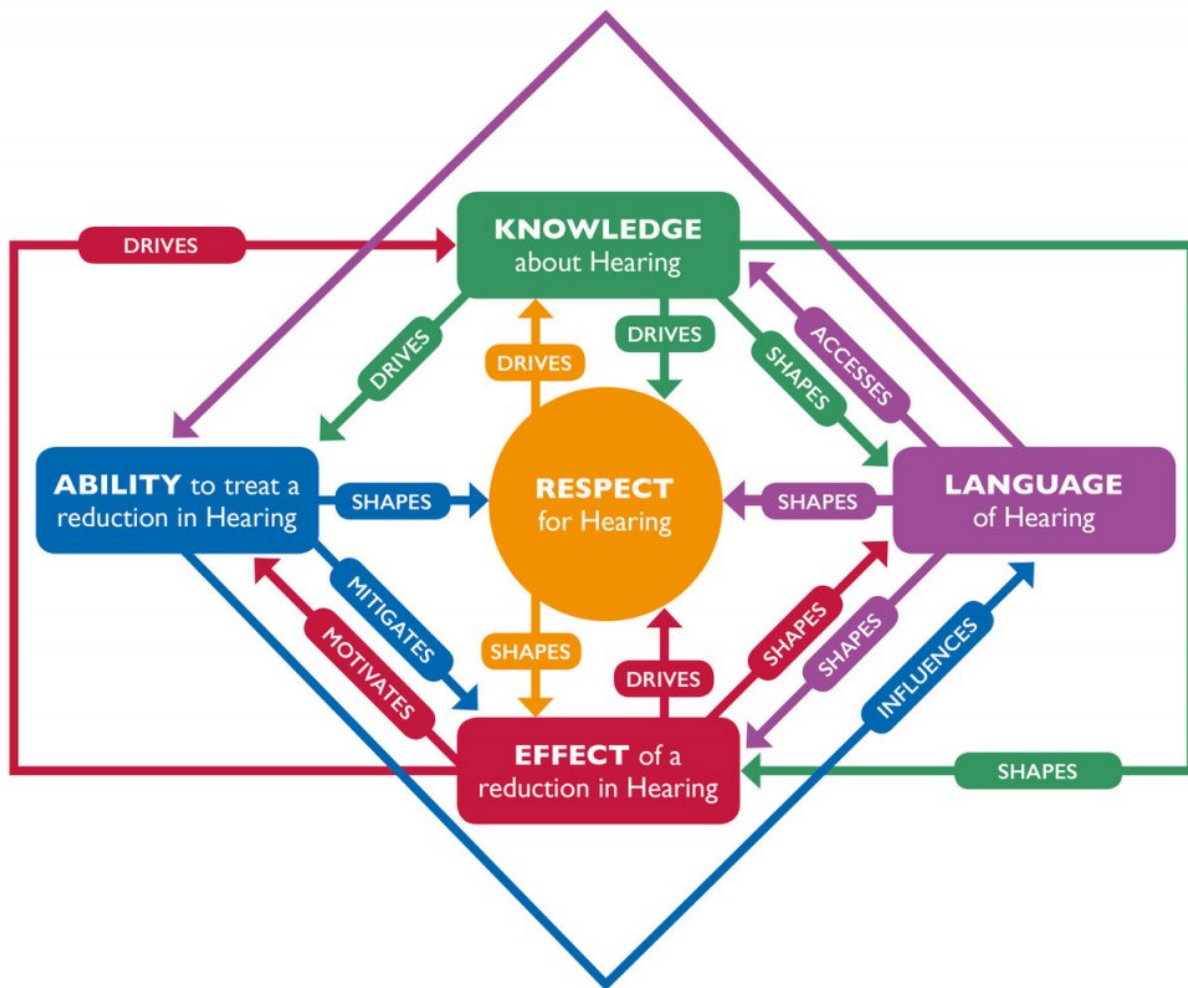 KNOWLEDGE
about Hearing
DRIVES
DRIVES
DRIVES
DRIVES
SHAPES
ACCESSES
ABILITY to treat a
reduction in Hearing
SHAPES
RESPECT
for Hearing
SHAPES
LANGUAGE
of Hearing
MITIGATES
MOTIVATES
SHAPES
DRIVES
SHAPES
SHAPES
INFLUENCES
EFFECT of a
reduction in Hearing
SHAPES